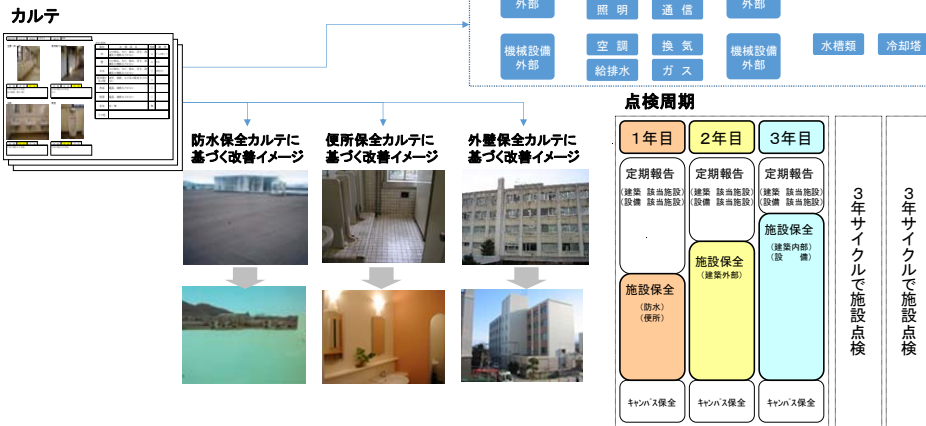 カルテ
外部
照明
通信
外部
機械設備
外部
空調
換気
給排水
ガス
機械設備
外部
水槽類
冷却塔
防水保全カルテに
基づく改善イメージ
便所保全カルテに
基づく改善イメージ
外壁保全カルテに
基づく改善イメージ
点検周期
1年目
2年目
3年目
定期報告
(建築 該当施設)
(設備 該当施設)
定期報告
(建築 該当施設)
(設備 該当施設)
定期報告
(建築 該当施設)
(設備 該当施設)
施設保全
(防水)
(便所)
施設保全
(建築外部)
施設保全
(建築内部)
(設 備)
キャンパス保全
キャンパス保全
キャンパス保全
3年サイクルで施設点検
3年サイクルで施設点検